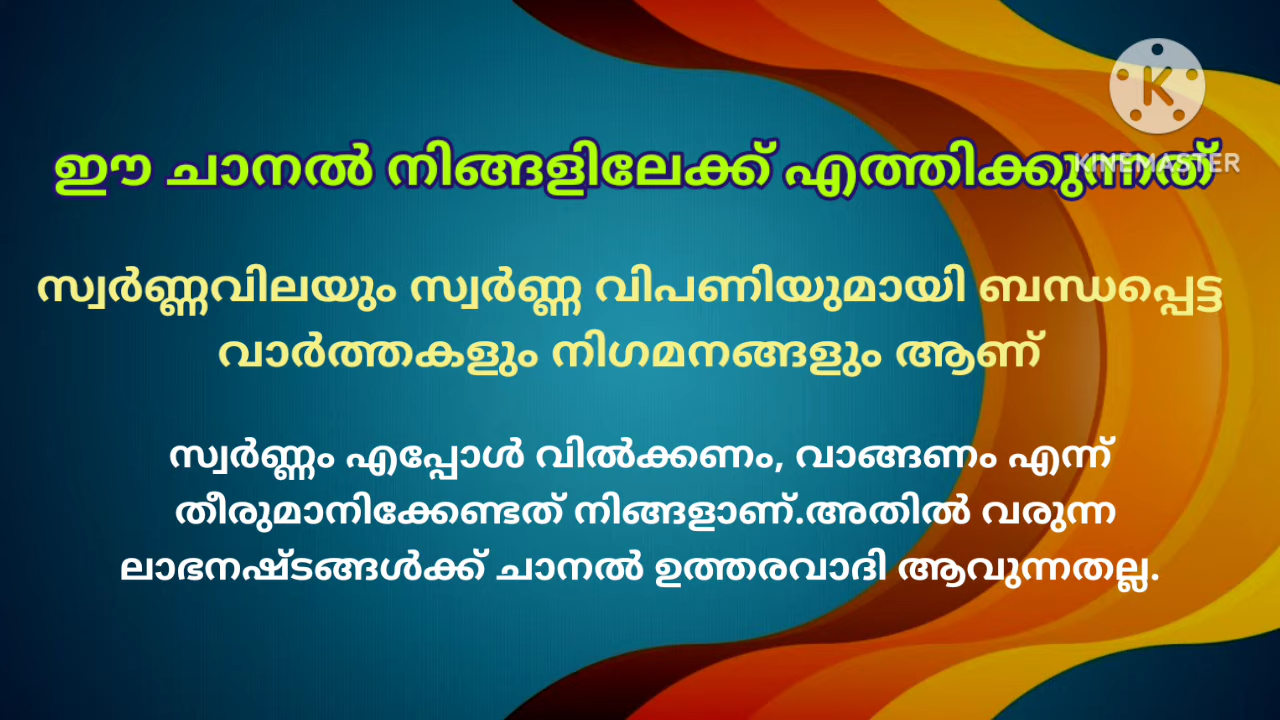 K
KINEMASTER
ഈ ചാനൽ നിങ്ങളിലേക്ക് എത്തിക്കുന്നത്
സ്വർണ്ണവിലയും സ്വർണ്ണ വിപണിയുമായി ബന്ധപ്പെട്ട
വാർത്തകളും നിഗമനങ്ങളും ആണ്
സ്വർണ്ണം എപ്പോൾ വിൽക്കണം, വാങ്ങണം എന്ന്
തീരുമാനിക്കേണ്ടത് നിങ്ങളാണ്.അതിൽ വരുന്ന
ലാഭനഷ്ടങ്ങൾക്ക് ചാനൽ ഉത്തരവാദി ആവുന്നതല്ല.